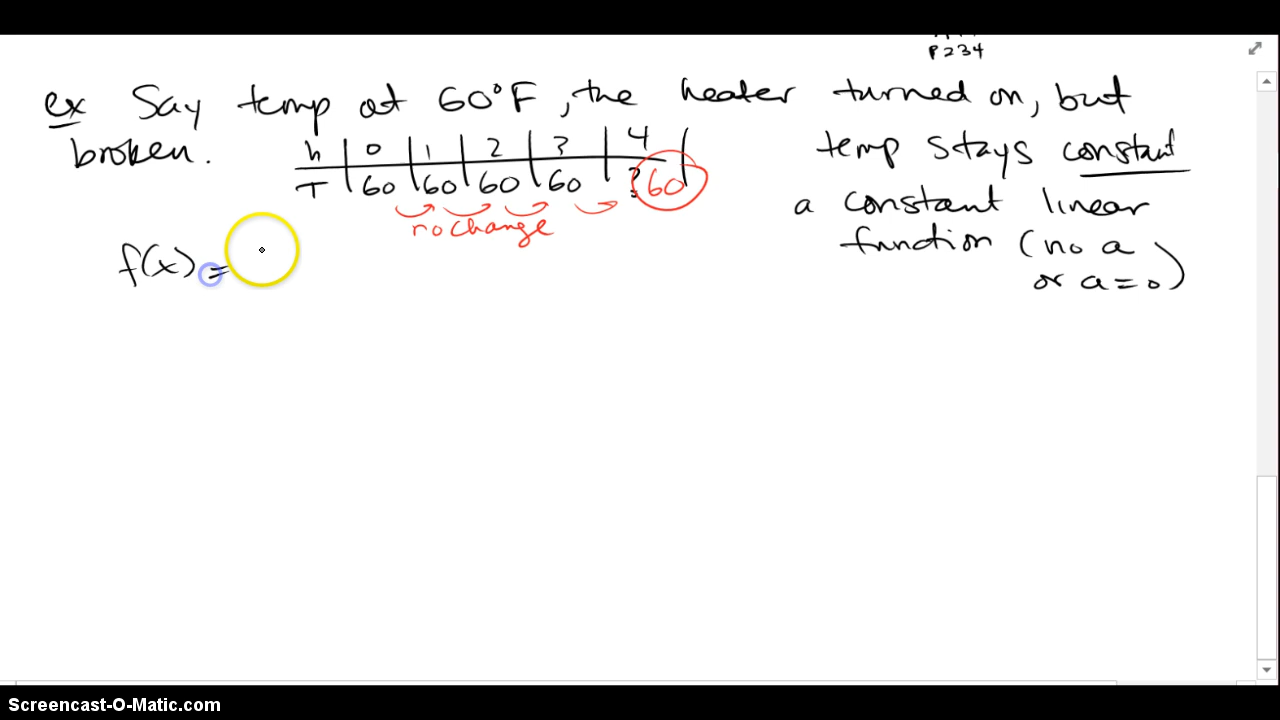 P234
ex Say temp at 60°F, the heater turned on, but
broken.
h 0 1 2 3 4
T 60 60 60 60 ? 60
no change
temp stays constant
a constant linear
function (no a
or a=0)
f(x) =
Screencast-O-Matic.com